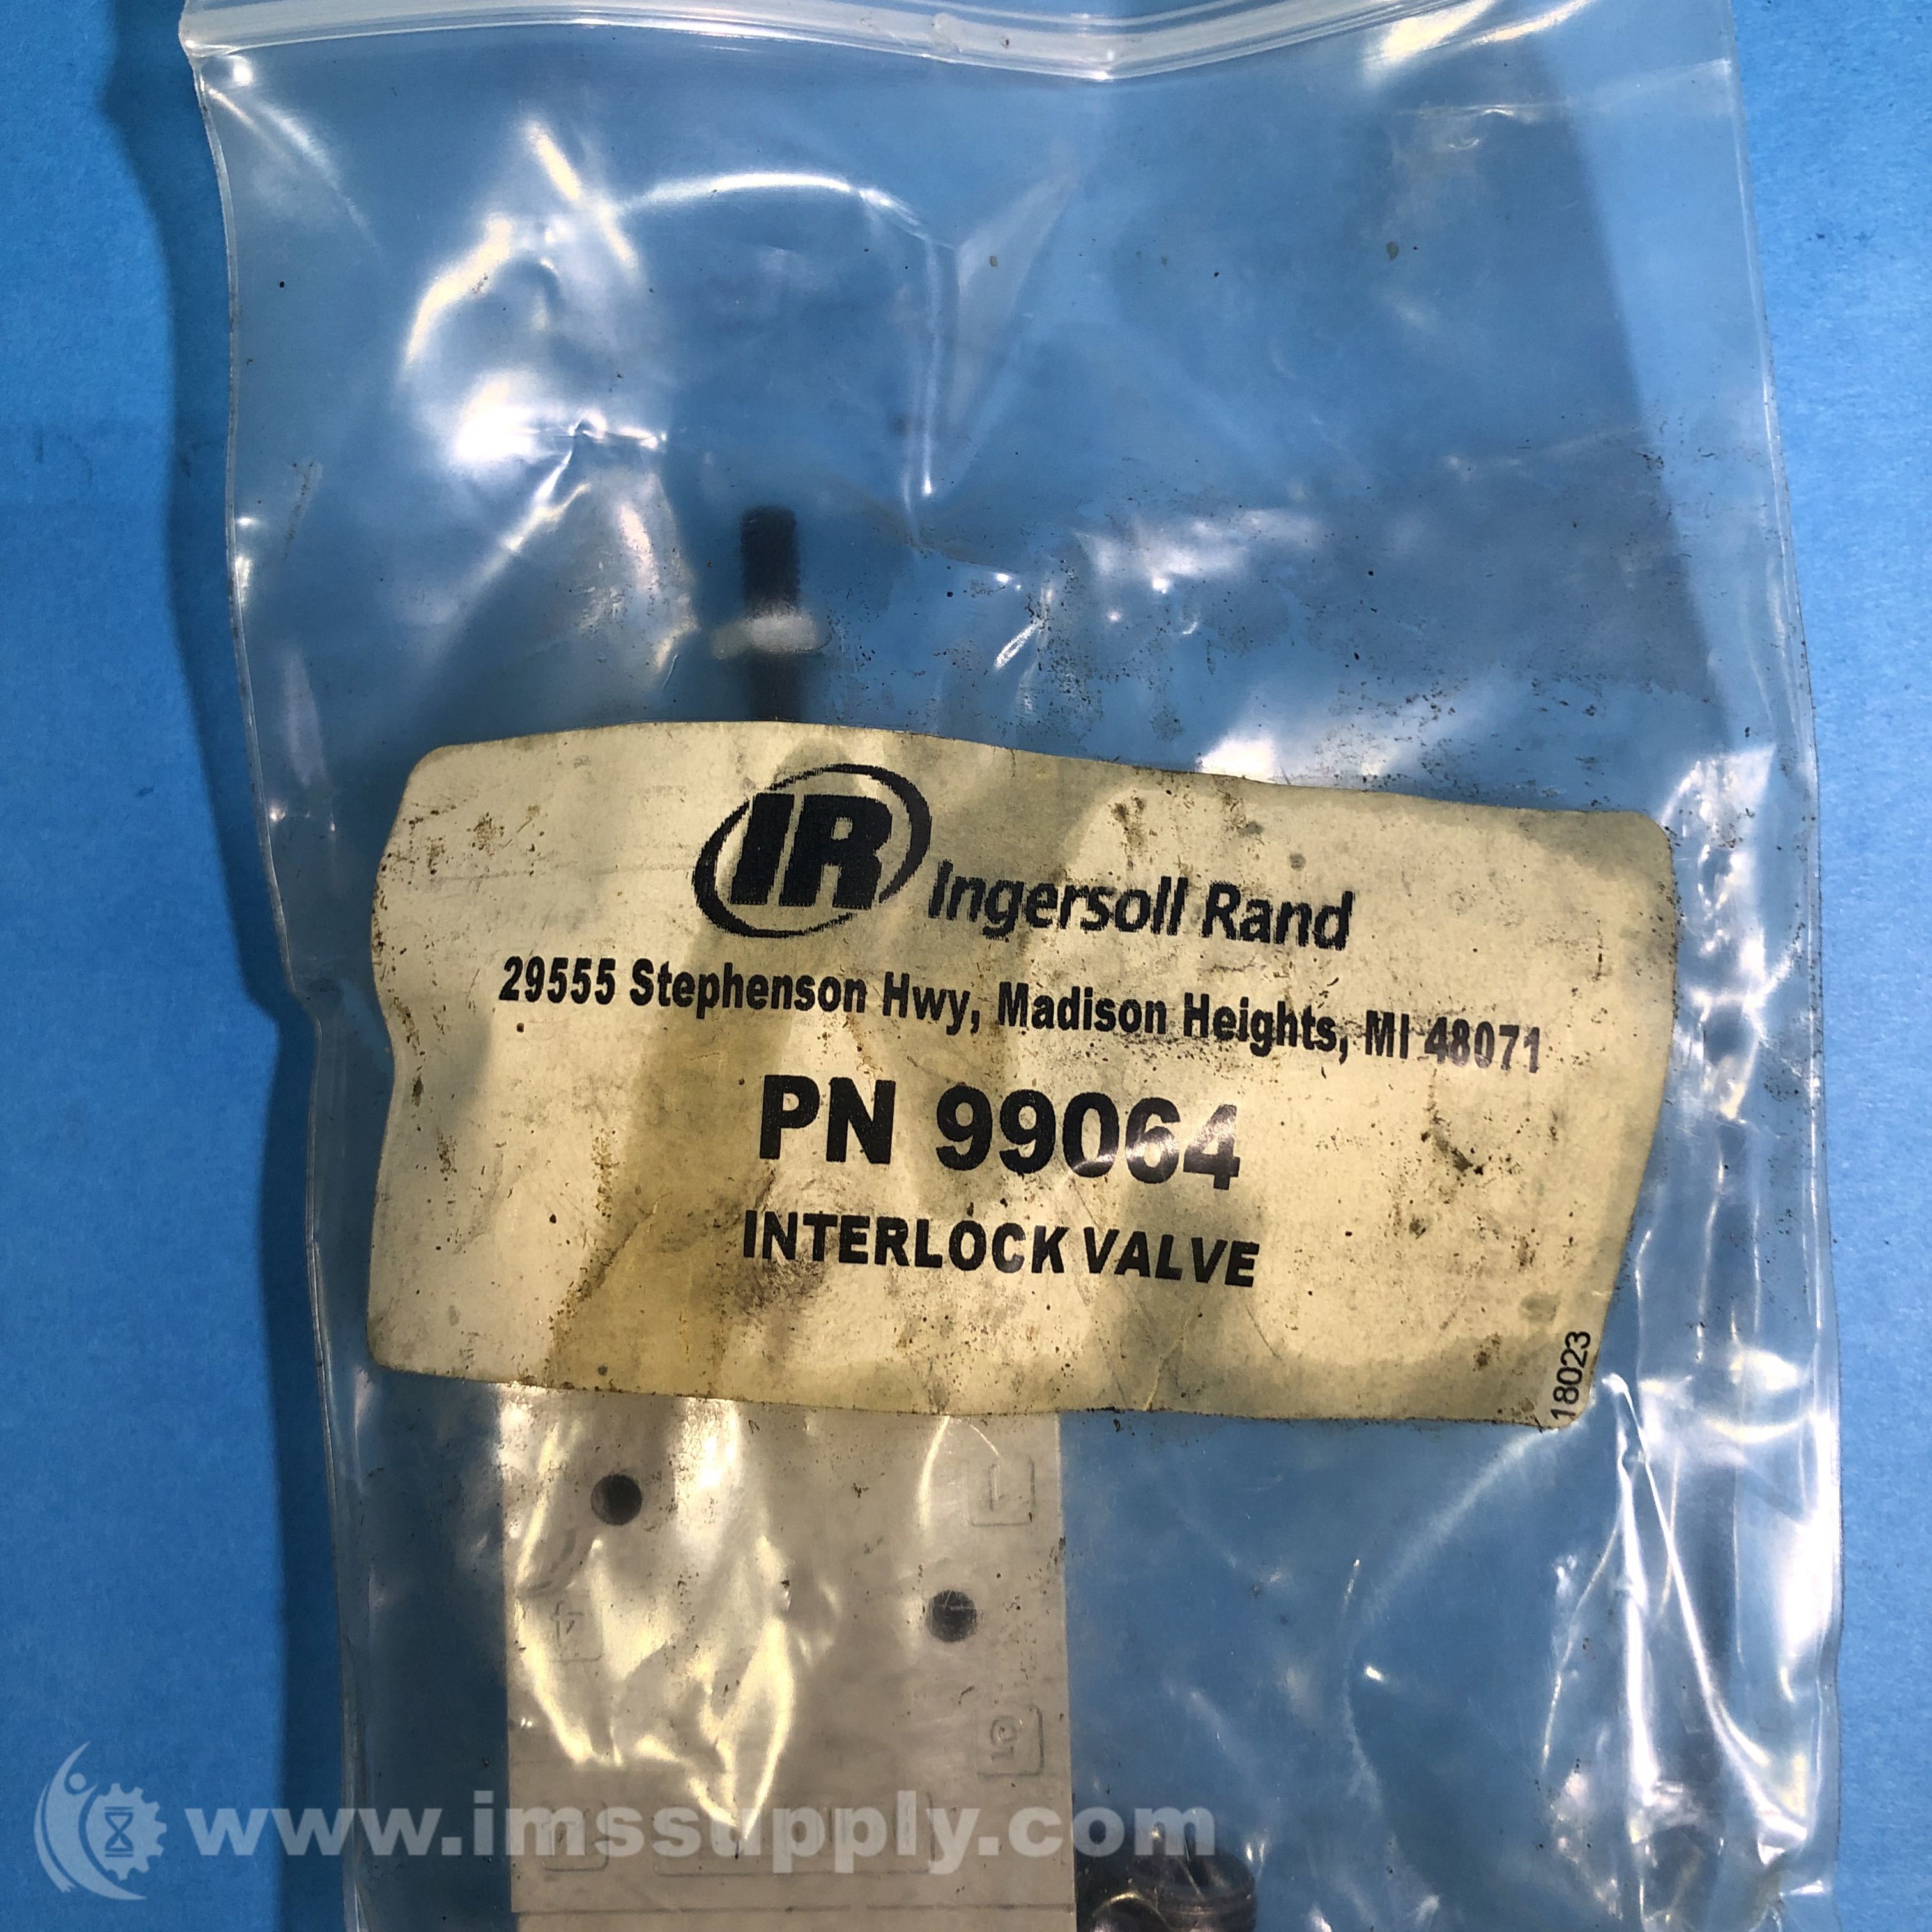 IR Ingersoll Rand
29555 Stephenson Hwy, Madison Heights, MI 48071
PN 99064
INTERLOCK VALVE
18023
www.imssupply.com